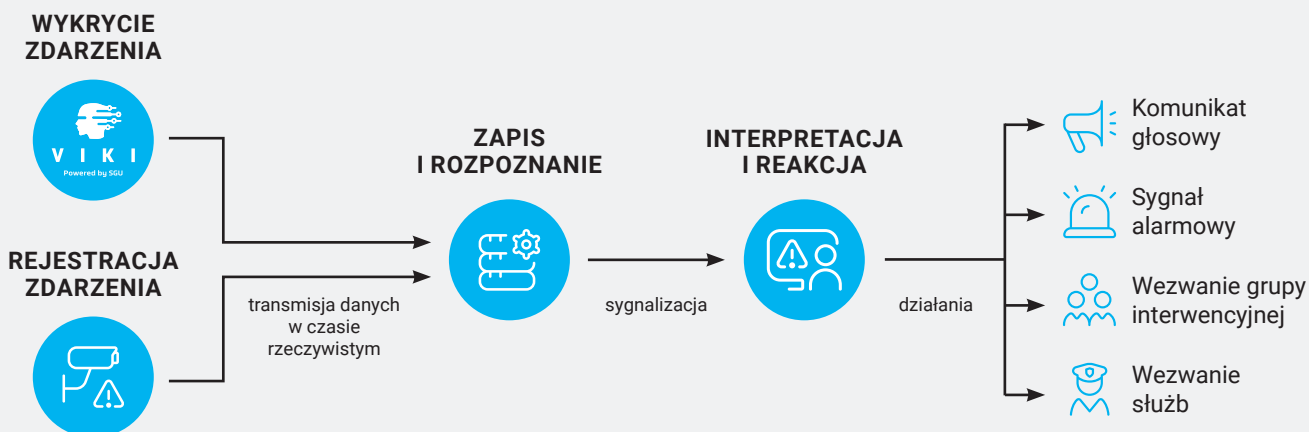 WYKRYCIE
ZDARZENIA
VIKI
Powered by SGU
REJESTRACJA
ZDARZENIA
transmisja danych
w czasie
rzeczywistym
ZAPIS
I ROZPOZNANIE
sygnalizacja
INTERPRETACJA
I REAKCJA
działania
Komunikat
głosowy
Sygnał
alarmowy
Wezwanie grupy
interwencyjnej
Wezwanie
służb